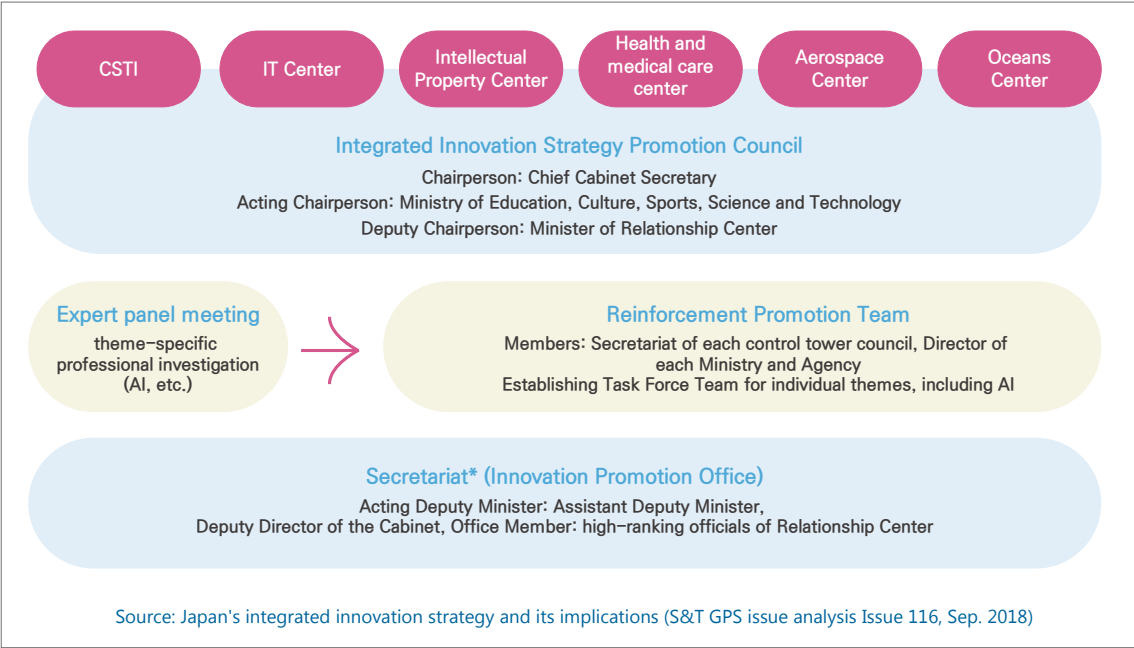 CSTI
IT Center
Intellectual
Property Center
Health and
medical care
center
Aerospace
Center
Oceans
Center
Integrated Innovation Strategy Promotion Council
Chairperson: Chief Cabinet Secretary
Acting Chairperson: Ministry of Education, Culture, Sports, Science and Technology
Deputy Chairperson: Minister of Relationship Center
Expert panel meeting
theme-specific
professional investigation
(AI, etc.)
Reinforcement Promotion Team
Members: Secretariat of each control tower council, Director of
each Ministry and Agency
Establishing Task Force Team for individual themes, including AI
Secretariat* (Innovation Promotion Office)
Acting Deputy Minister: Assistant Deputy Minister,
Deputy Director of the Cabinet, Office Member: high-ranking officials of Relationship Center
Source: Japan's integrated innovation strategy and its implications (S&T GPS issue analysis Issue 116, Sep. 2018)